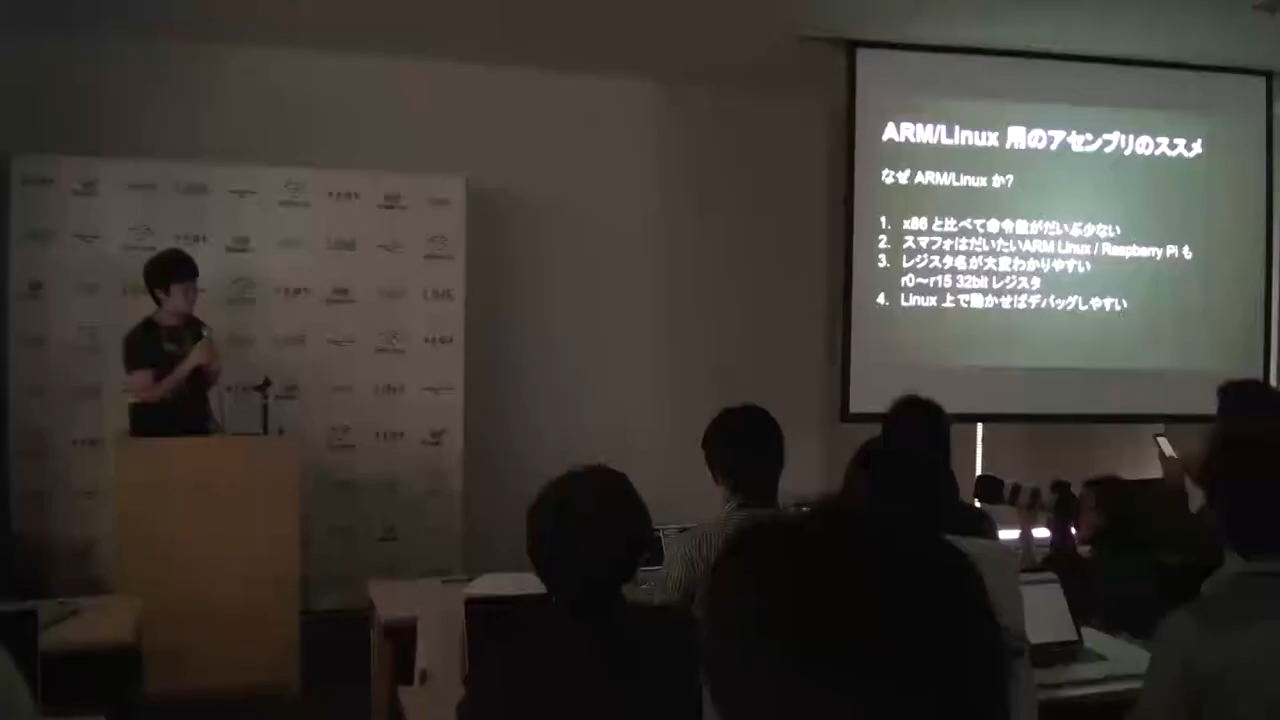 ARM/Linux 用のアセンブリのススメ
なぜ ARM/Linux か?
1. x86 と比べて命令数がだいぶ少ない
2. スマフォはだいたいARM Linux / Raspberry Pi も
3. レジスタ名が大変わかりやすい
r0~r15 32bit レジスタ
4. Linux 上で動かせばデバッグしやすい